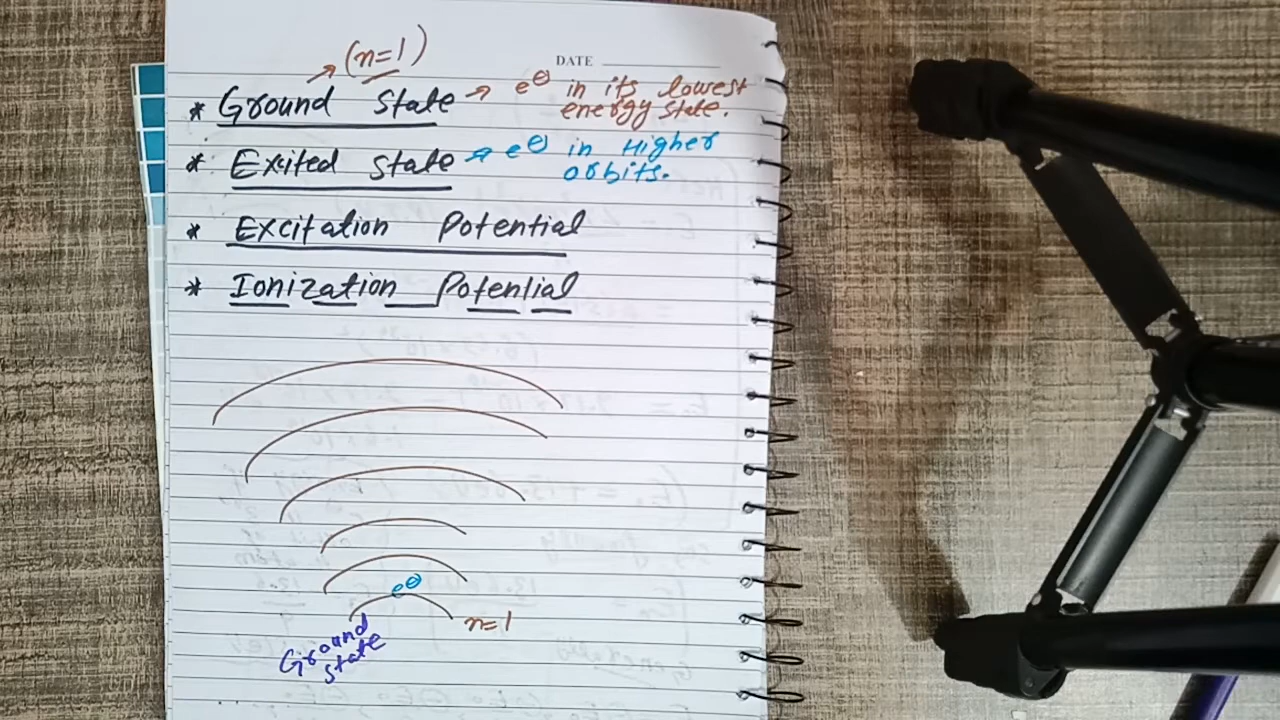 DATE
(n=1)
* Ground State → e⊖ in its lowest
energy state.
* Exited State → e⊖ in Higher
orbits.
* Excitation Potential
* Ionization Potential
e⊖
n=1
Ground
state